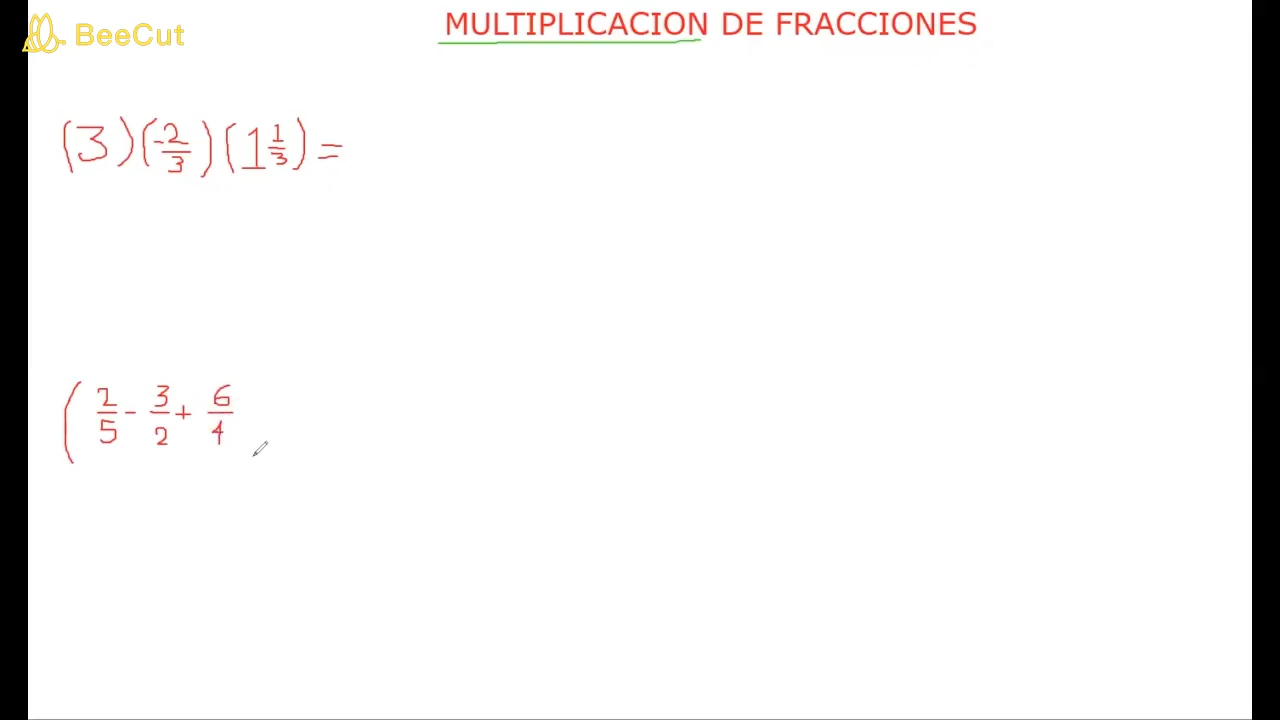 BeeCut
MULTIPLICACION DE FRACCIONES
(3)(-2/3)(1 1/3) =
( 2/5 - 3/2 + 6/4